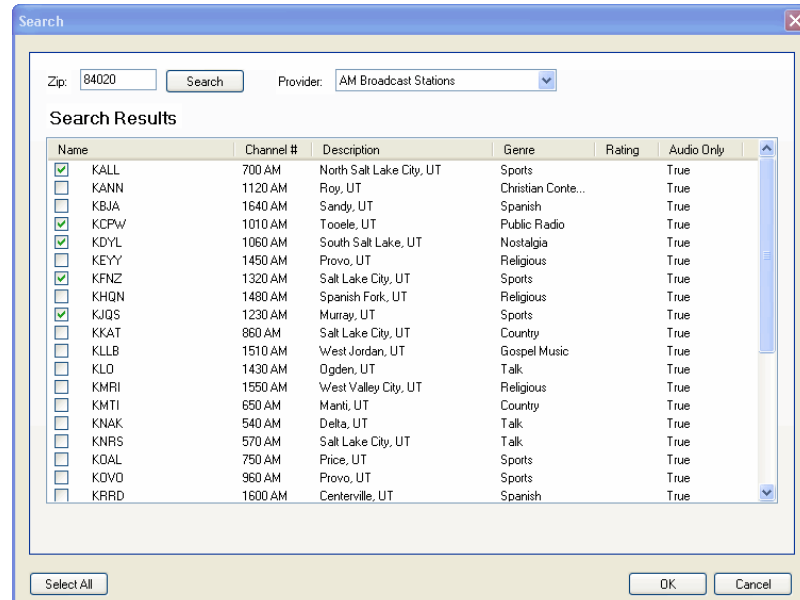 Search
Zip: 84020 Search Provider: AM Broadcast Stations
Search Results
Name Channel # Description Genre Rating Audio Only
KALL 700 AM North Salt Lake City, UT Sports True
KANN 1120 AM Roy, UT Christian Conte... True
KBJA 1640 AM Sandy, UT Spanish True
KCPW 1010 AM Tooele, UT Public Radio True
KDYL 1060 AM South Salt Lake, UT Nostalgia True
KEYY 1450 AM Provo, UT Religious True
KFNZ 1320 AM Salt Lake City, UT Sports True
KHQN 1480 AM Spanish Fork, UT Religious True
KJQS 1230 AM Murray, UT Sports True
KKAT 860 AM Salt Lake City, UT Country True
KLLB 1510 AM West Jordan, UT Gospel Music True
KLO 1430 AM Ogden, UT Talk True
KMRI 1550 AM West Valley City, UT Religious True
KMTI 650 AM Manti, UT Country True
KNAK 540 AM Delta, UT Talk True
KNRS 570 AM Salt Lake City, UT Talk True
KOAL 750 AM Price, UT Sports True
KOVO 960 AM Provo, UT Sports True
KRRD 1600 AM Centerville, UT Spanish True
Select All OK Cancel